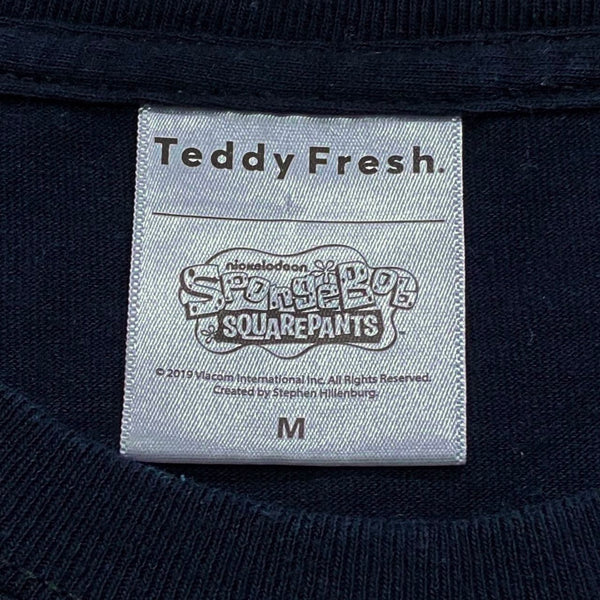 Teddy Fresh.
nickelodeon
SpongeBob
SQUAREPANTS
© 2019 Viacom International Inc. All Rights Reserved.
Created by Stephen Hillenburg.
M